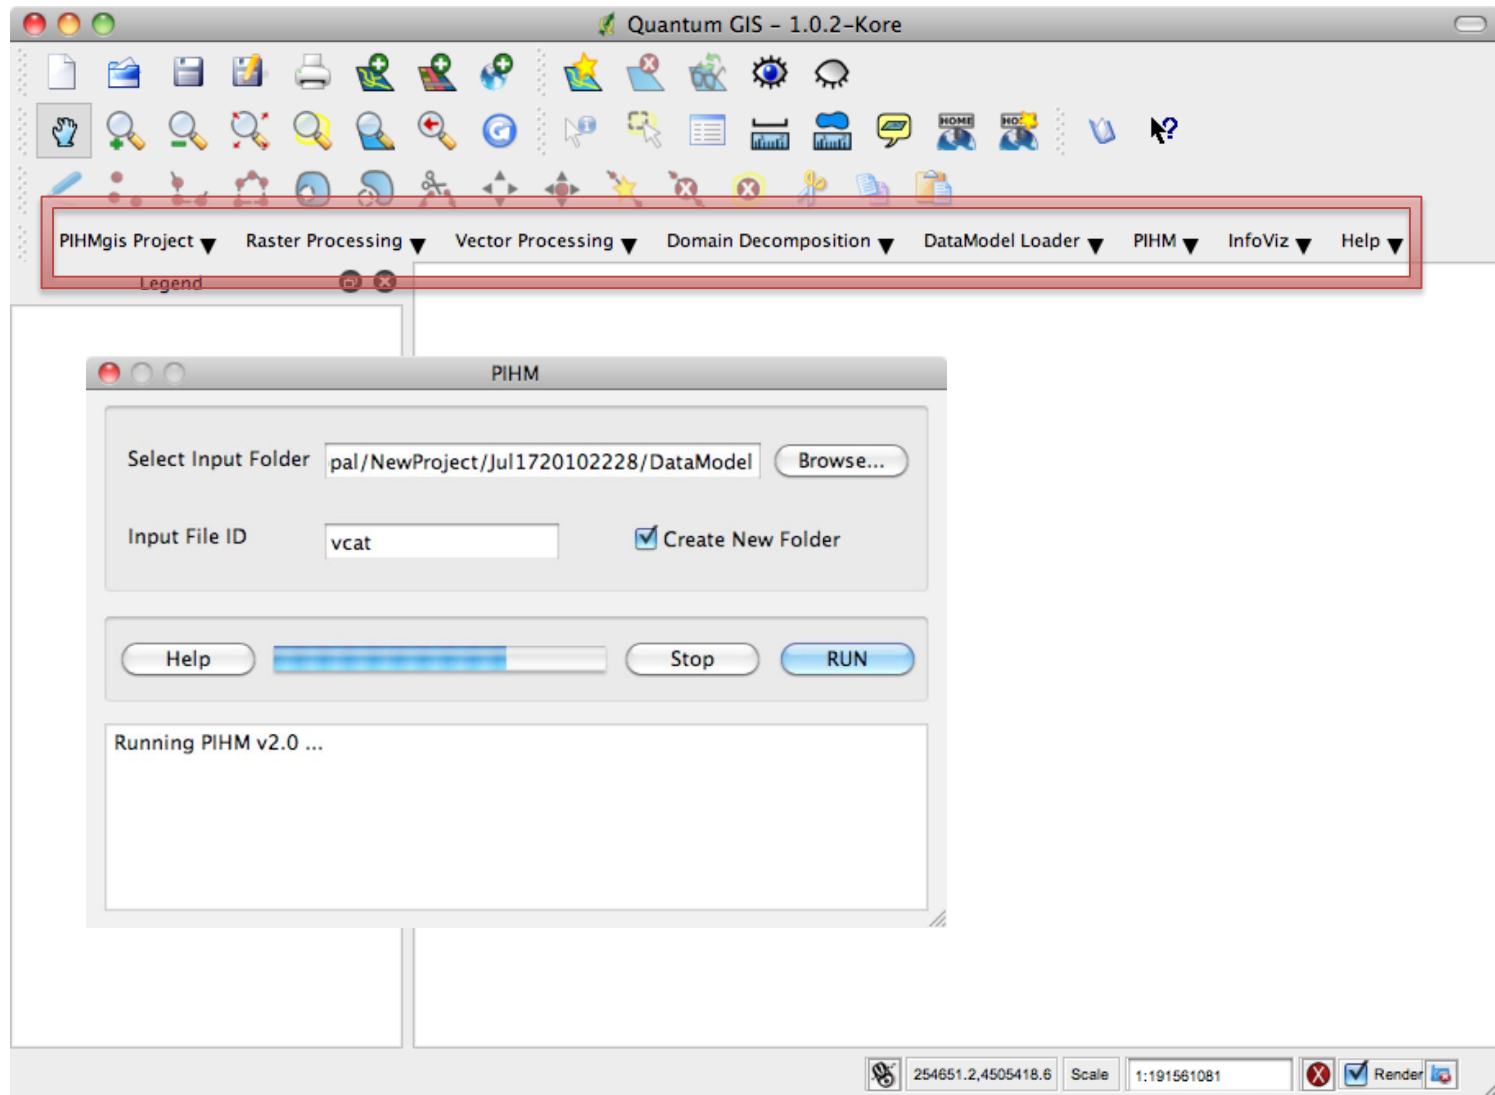 Quantum GIS - 1.0.2-Kore
HOME
PIHMgis Project Raster Processing Vector Processing Domain Decomposition DataModel Loader PIHM InfoViz Help
Legend
PIHM
Select Input Folder pal/NewProject/Jul1720102228/DataModel Browse...
Input File ID vcat Create New Folder
Help Stop RUN
Running PIHM v2.0 ...
254651.2,4505418.6 Scale 1:191561081 Render